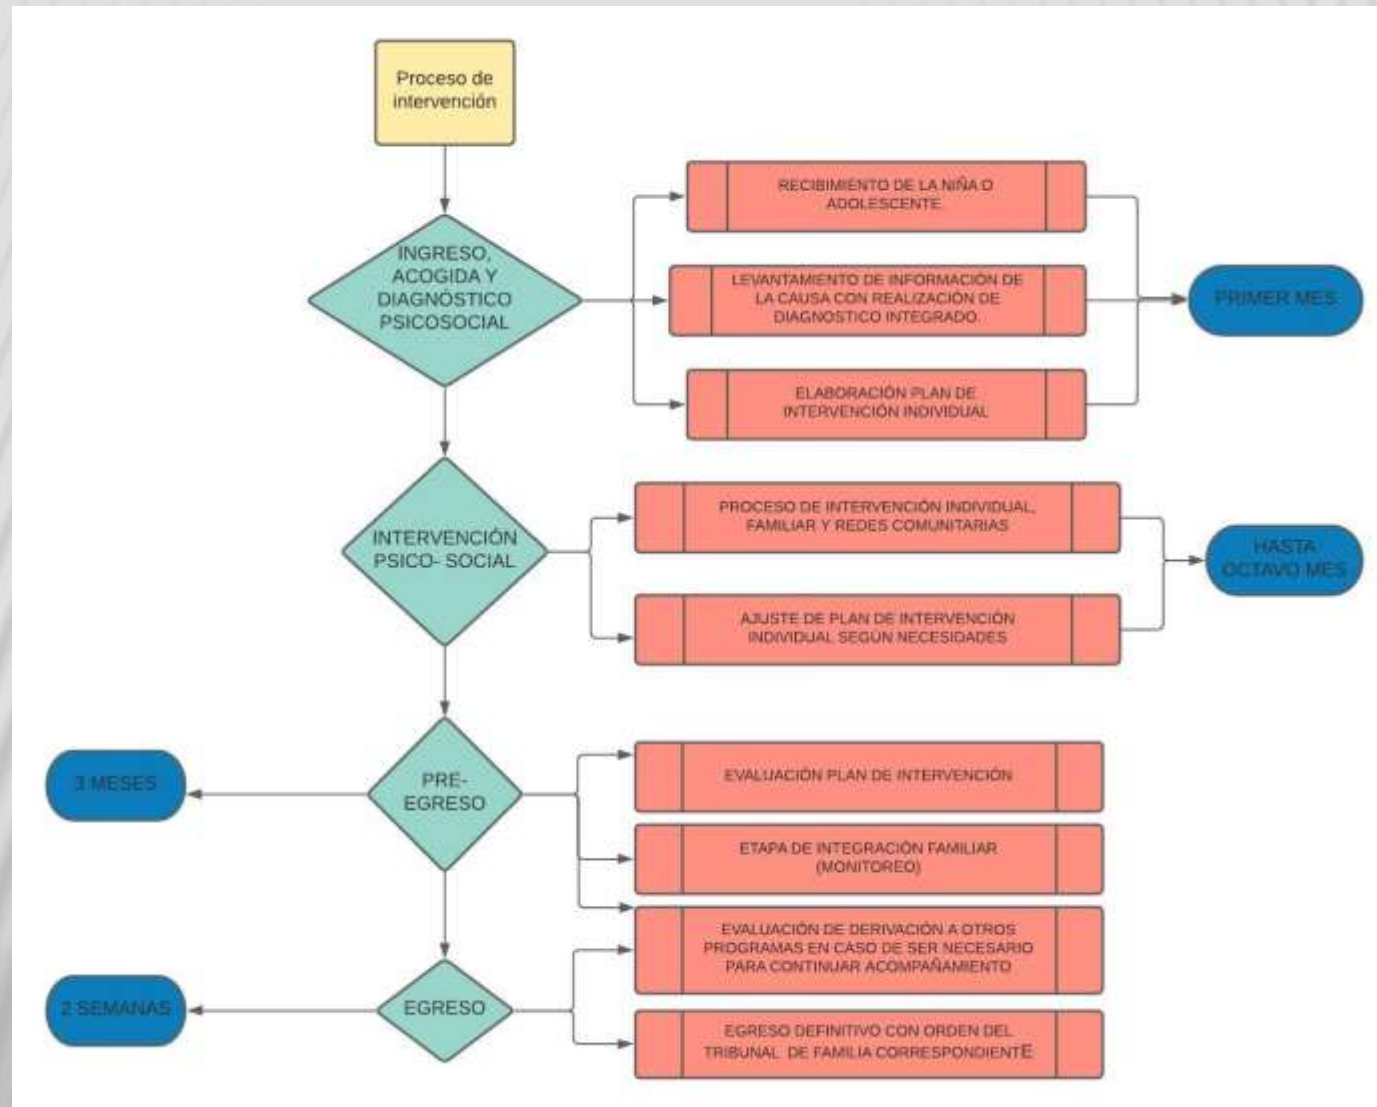 Proceso de
intervención
INGRESO,
ACOGIDA Y
DIAGNÓSTICO
PSICOSOCIAL
RECIBIMIENTO DE LA NIÑA O
ADOLESCENTE.
LEVANTAMIENTO DE INFORMACIÓN DE
LA CAUSA CON REALIZACIÓN DE
DIAGNOSTICO INTEGRADO.
ELABORACIÓN PLAN DE
INTERVENCIÓN INDIVIDUAL
PRIMER MES
INTERVENCIÓN
PSICO- SOCIAL
PROCESO DE INTERVENCIÓN INDIVIDUAL,
FAMILIAR Y REDES COMUNITARIAS
AJUSTE DE PLAN DE INTERVENCIÓN
INDIVIDUAL SEGÚN NECESIDADES
HASTA
OCTAVO MES
3 MESES
PRE-
EGRESO
EVALUACIÓN PLAN DE INTERVENCIÓN
ETAPA DE INTEGRACIÓN FAMILIAR
(MONITOREO)
EVALUACIÓN DE DERIVACIÓN A OTROS
PROGRAMAS EN CASO DE SER NECESARIO
PARA CONTINUAR ACOMPAÑAMIENTO
2 SEMANAS
EGRESO
EGRESO DEFINITIVO CON ORDEN DEL
TRIBUNAL DE FAMILIA CORRESPONDIENTE